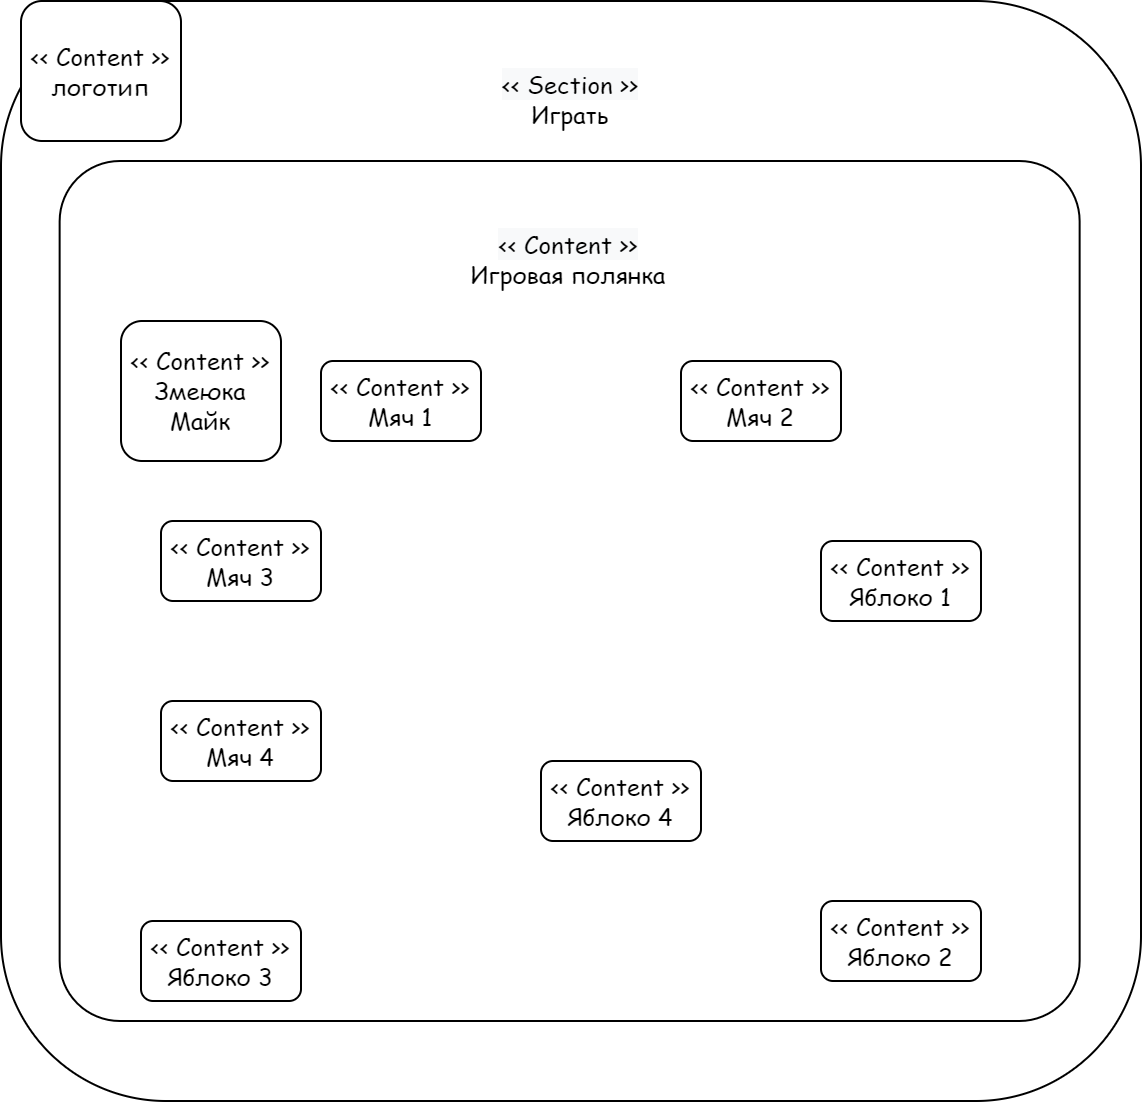 << Content >>
логотип
<< Section >>
Играть
<< Content >>
Игровая полянка
<< Content >>
Змеюка
Майк
<< Content >>
Мяч 1
<< Content >>
Мяч 2
<< Content >>
Мяч 3
<< Content >>
Яблоко 1
<< Content >>
Мяч 4
<< Content >>
Яблоко 4
<< Content >>
Яблоко 3
<< Content >>
Яблоко 2